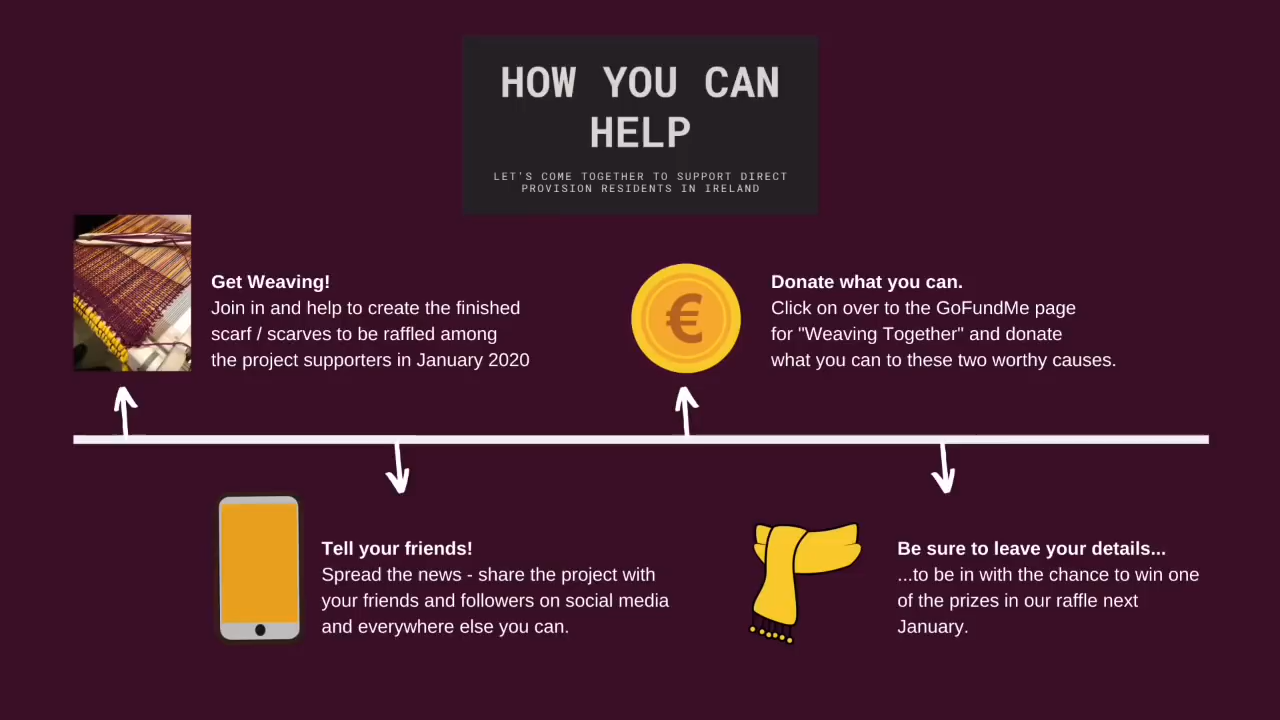 HOW YOU CAN
HELP
LET'S COME TOGETHER TO SUPPORT DIRECT
PROVISION RESIDENTS IN IRELAND
Get Weaving!
Join in and help to create the finished
scarf / scarves to be raffled among
the project supporters in January 2020
€
Donate what you can.
Click on over to the GoFundMe page
for "Weaving Together" and donate
what you can to these two worthy causes.
Tell your friends!
Spread the news - share the project with
your friends and followers on social media
and everywhere else you can.
Be sure to leave your details...
...to be in with the chance to win one
of the prizes in our raffle next
January.